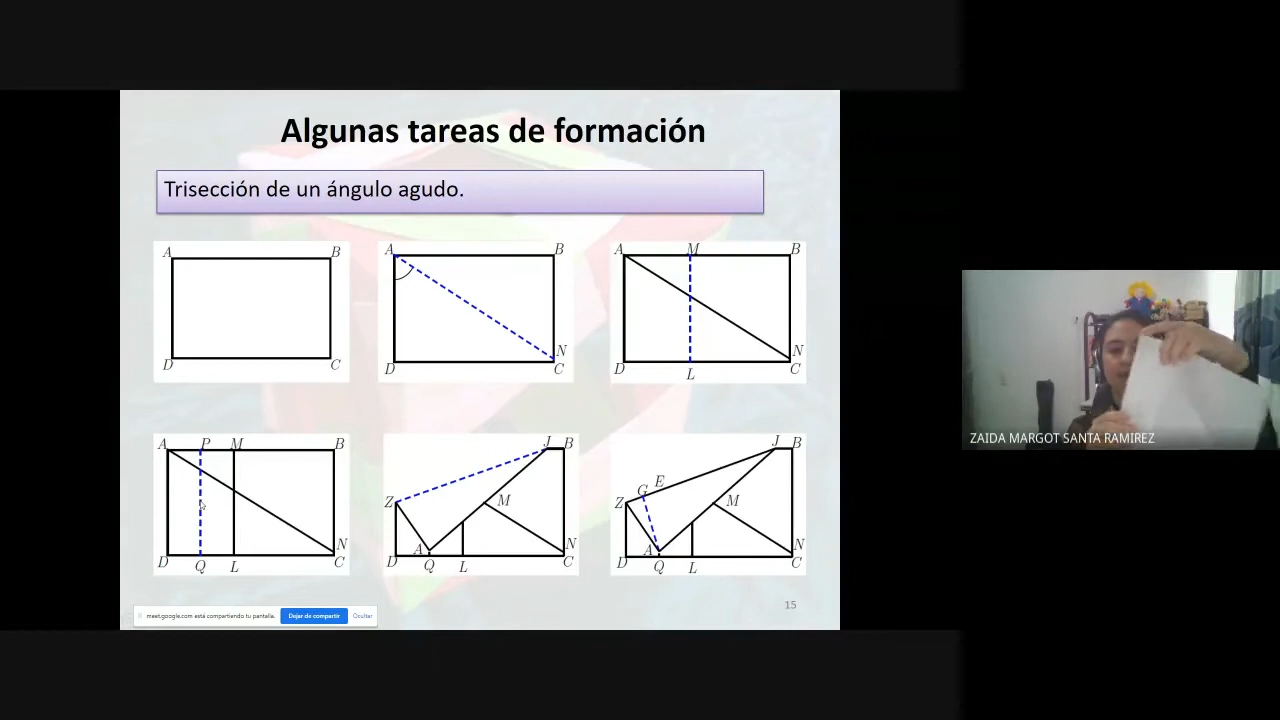 Algunas tareas de formación
Trisección de un ángulo agudo.
A B
D C
A B
N
D C
A M B
N
D L C
A P M B
N
D Q L C
J B
Z M
A N
D Q L C
J B
G E
Z M
A N
D Q L C
15
meet.google.com está compartiendo tu pantalla. Dejar de compartir Ocultar
ZAIDA MARGOT SANTA RAMIREZ